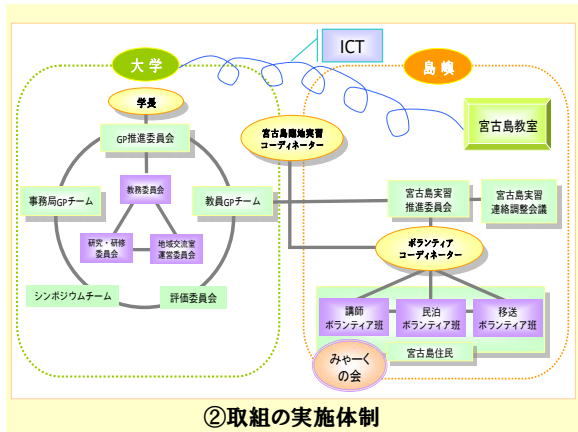 ICT
大学
島嶼
学長
GP推進委員会
宮古島臨地実習
コーディネーター
宮古島教室
教務委員会
事務局GPチーム
教員GPチーム
宮古島実習
推進委員会
宮古島実習
連絡調整会議
研究・研修
委員会
地域交流室
運営委員会
ボランティア
コーディネーター
シンポジウムチーム
評価委員会
講師
ボランティア班
民泊
ボランティア班
移送
ボランティア班
みゃーく
の会
宮古島住民
②取組の実施体制